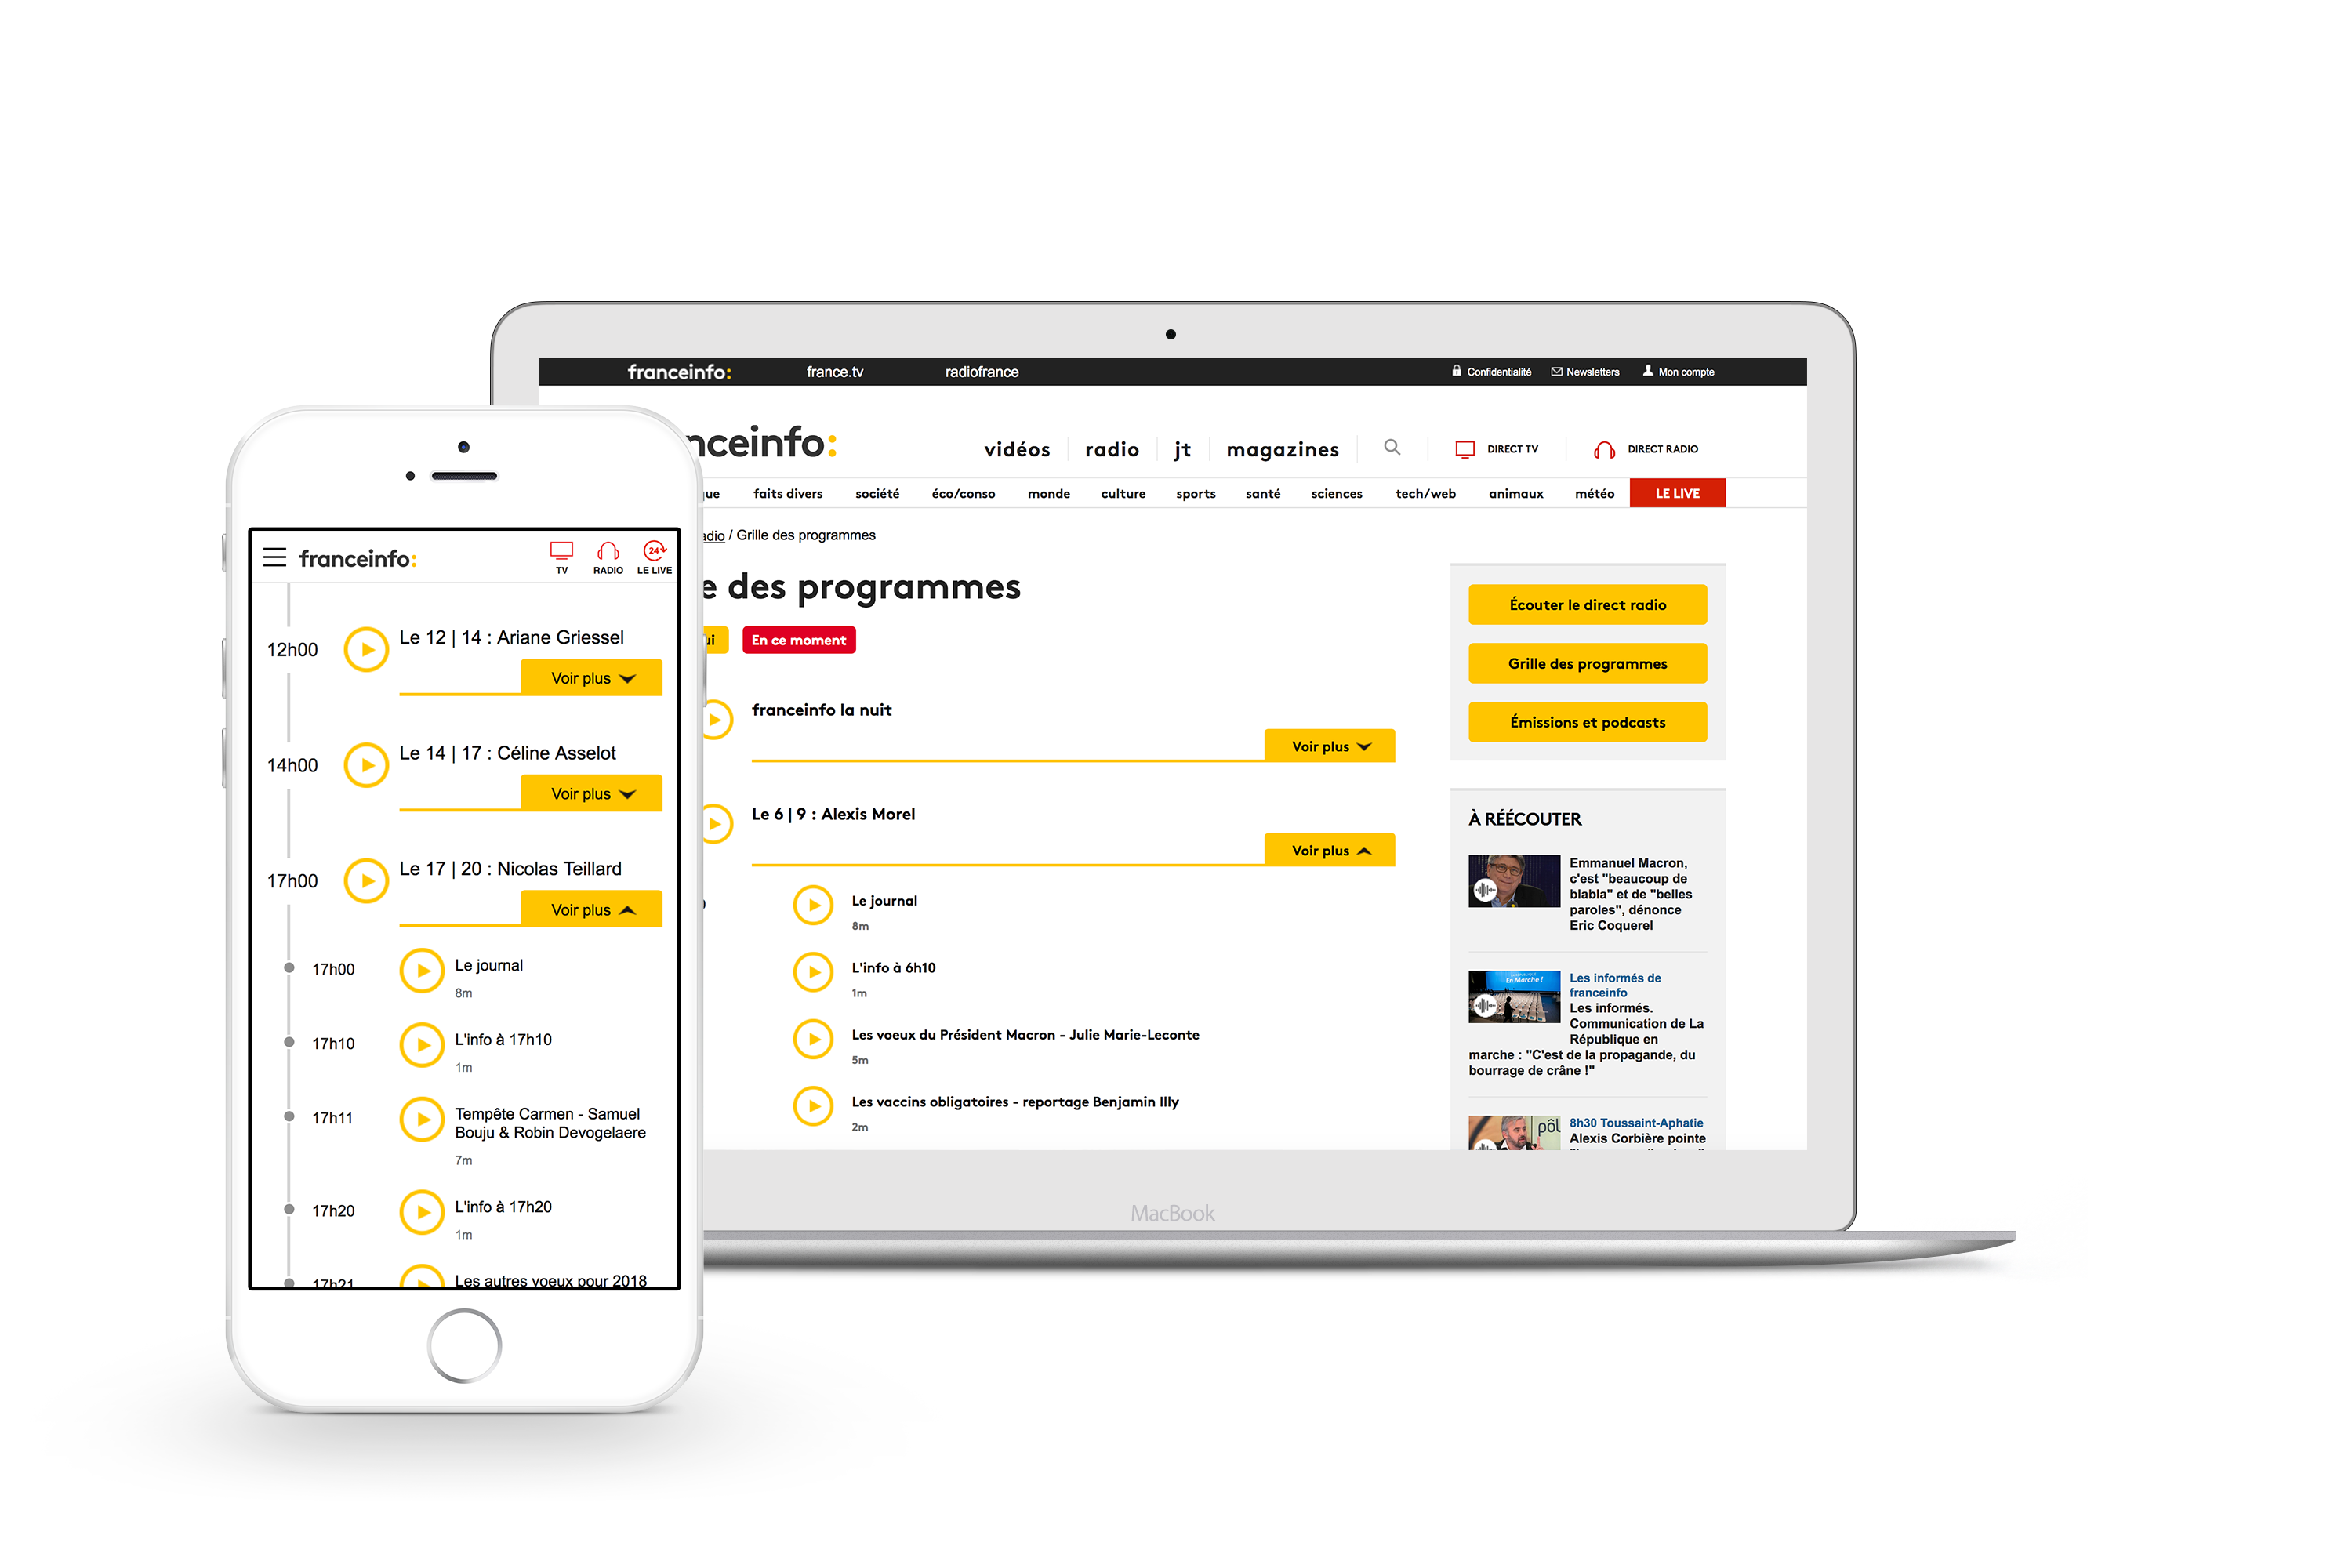 franceinfo:
france.tv
radiofrance
Confidentialité
Newsletters
Mon compte
nceinfo:
vidéos
radio
jt
magazines
DIRECT TV
DIRECT RADIO
faits divers
société
éco/conso
monde
culture
sports
santé
sciences
tech/web
animaux
météo
LE LIVE
adio / Grille des programmes
e des programmes
En ce moment
franceinfo la nuit
Voir plus
Le 6 | 9 : Alexis Morel
Voir plus
Le journal
8m
L'info à 6h10
1m
Les voeux du Président Macron - Julie Marie-Leconte
5m
Les vaccins obligatoires - reportage Benjamin Illy
2m
Écouter le direct radio
Grille des programmes
Émissions et podcasts
À RÉÉCOUTER
Emmanuel Macron,
c'est "beaucoup de
blabla" et de "belles
paroles", dénonce
Eric Coquerel
En Marche !
Les informés de
franceinfo
Les informés.
Communication de La
République en
marche : "C'est de la propagande, du
bourrage de crâne !"
pôl
8h30 Toussaint-Aphatie
Alexis Corbière pointe
MacBook
franceinfo:
TV
RADIO
24
LE LIVE
12h00
Le 12 | 14 : Ariane Griessel
Voir plus
14h00
Le 14 | 17 : Céline Asselot
Voir plus
17h00
Le 17 | 20 : Nicolas Teillard
Voir plus
17h00
Le journal
8m
17h10
L'info à 17h10
1m
17h11
Tempête Carmen - Samuel
Bouju & Robin Devogelaere
7m
17h20
L'info à 17h20
1m
17h21
Les autres voeux pour 2018